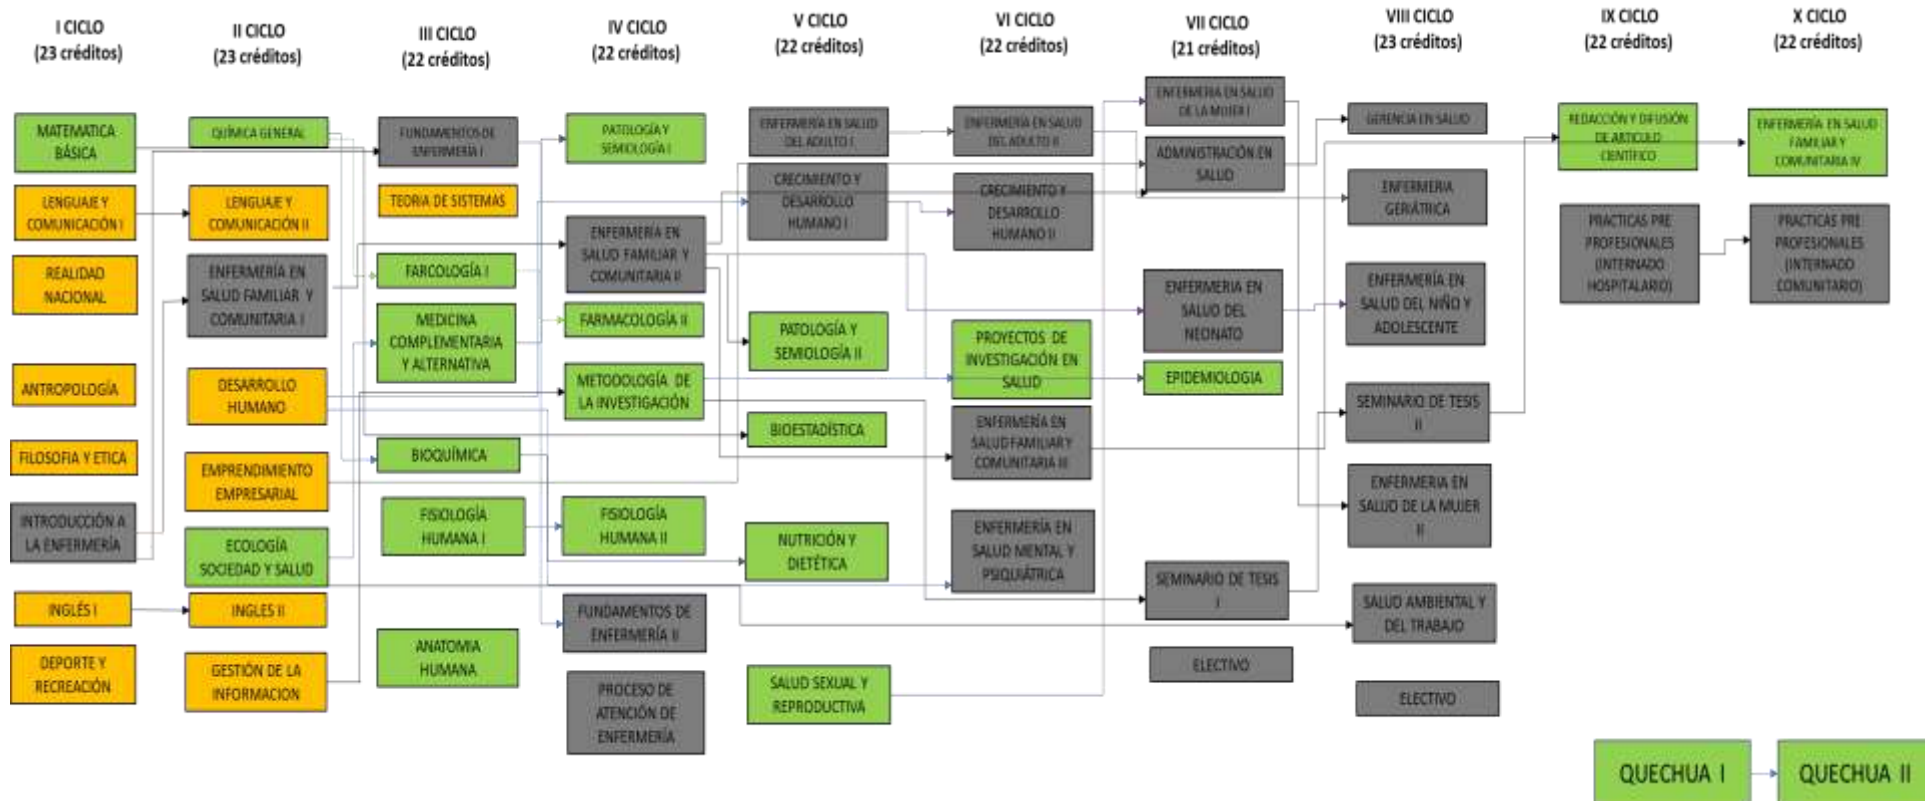 I CICLO
(23 créditos)
MATEMATICA
BÁSICA
LENGUAJE Y
COMUNICACIÓN I
REALIDAD
NACIONAL
ANTROPOLOGÍA
FILOSOFIA Y ETICA
INTRODUCCIÓN A
LA ENFERMERÍA
INGLÉS I
DEPORTE Y
RECREACIÓN
II CICLO
(23 créditos)
QUÍMICA GENERAL
LENGUAJE Y
COMUNICACIÓN II
ENFERMERÍA EN
SALUD FAMILIAR Y
COMUNITARIA I
DESARROLLO
HUMANO
EMPRENDIMIENTO
EMPRESARIAL
ECOLOGÍA
SOCIEDAD Y SALUD
INGLES II
GESTIÓN DE LA
INFORMACION
III CICLO
(22 créditos)
FUNDAMENTOS DE
ENFERMERÍA I
TEORIA DE SISTEMAS
FARCOLOGÍA I
MEDICINA
COMPLEMENTARIA
Y ALTERNATIVA
BIOQUÍMICA
FISIOLOGÍA
HUMANA I
ANATOMIA
HUMANA
IV CICLO
(22 créditos)
PATOLOGÍA Y
SEMIOLOGÍA I
ENFERMERÍA EN
SALUD FAMILIAR Y
COMUNITARIA II
FARMACOLOGÍA II
METODOLOGÍA DE
LA INVESTIGACIÓN
FISIOLOGÍA
HUMANA II
FUNDAMENTOS DE
ENFERMERÍA II
PROCESO DE
ATENCIÓN DE
ENFERMERÍA
V CICLO
(22 créditos)
ENFERMERÍA EN SALUD
DEL ADULTO I
CRECIMIENTO Y
DESARROLLO
HUMANO I
PATOLOGÍA Y
SEMIOLOGÍA II
BIOESTADÍSTICA
NUTRICIÓN Y
DIETÉTICA
SALUD SEXUAL Y
REPRODUCTIVA
VI CICLO
(22 créditos)
ENFERMERÍA EN SALUD
DEL ADULTO II
CRECIMIENTO Y
DESARROLLO
HUMANO II
PROYECTOS DE
INVESTIGACIÓN EN
SALUD
ENFERMERÍA EN
SALUD FAMILIAR Y
COMUNITARIA III
ENFERMERÍA EN
SALUD MENTAL Y
PSIQUIÁTRICA
VII CICLO
(21 créditos)
ENFERMERIA EN SALUD
DE LA MUJER I
ADMINISTRACIÓN EN
SALUD
ENFERMERIA EN
SALUD DEL
NEONATO
EPIDEMIOLOGIA
SEMINARIO DE TESIS
I
ELECTIVO
VIII CICLO
(23 créditos)
GERENCIA EN SALUD
ENFERMERIA
GERIÁTRICA
ENFERMERÍA EN
SALUD DEL NIÑO Y
ADOLESCENTE
SEMINARIO DE TESIS
II
ENFERMERIA EN
SALUD DE LA MUJER
II
SALUD AMBIENTAL Y
DEL TRABAJO
ELECTIVO
IX CICLO
(22 créditos)
REDACCIÓN Y DIFUSIÓN
DE ARTICULO
CIENTÍFICO
PRACTICAS PRE
PROFESIONALES
(INTERNADO
HOSPITALARIO)
X CICLO
(22 créditos)
ENFERMERÍA EN SALUD
FAMILIAR Y
COMUNITARIA IV
PRACTICAS PRE
PROFESIONALES
(INTERNADO
COMUNITARIO)
QUECHUA I
QUECHUA II